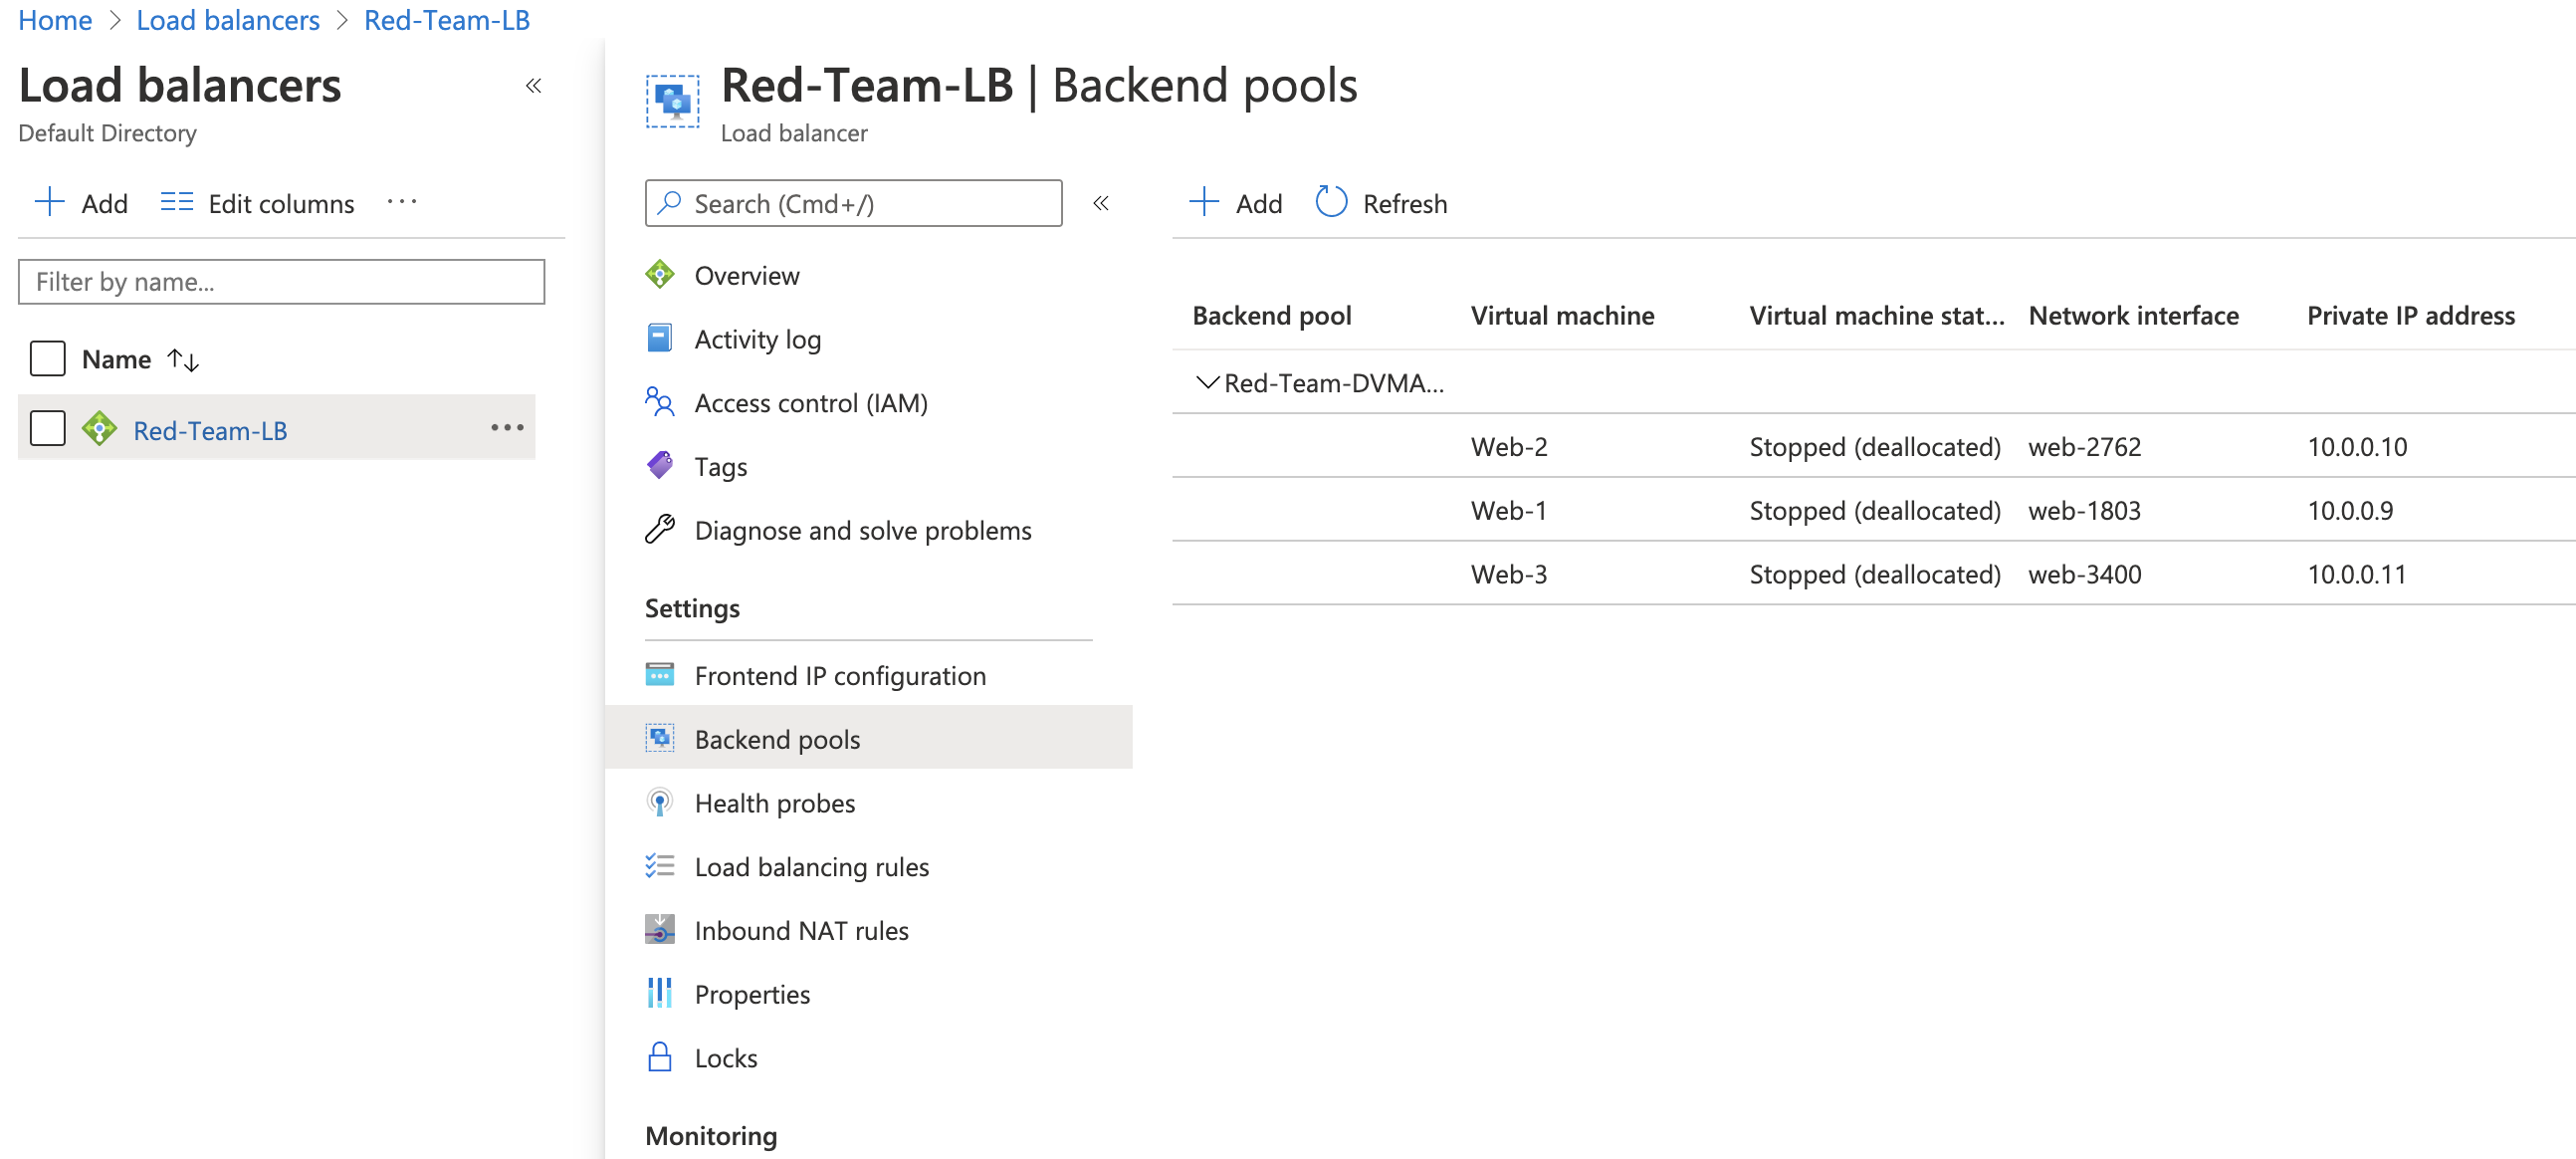 Home > Load balancers > Red-Team-LB
Load balancers
Default Directory
Add Edit columns
Filter by name...
Name
Red-Team-LB
Red-Team-LB | Backend pools
Load balancer
Search (Cmd+/)
Overview
Activity log
Access control (IAM)
Tags
Diagnose and solve problems
Settings
Frontend IP configuration
Backend pools
Health probes
Load balancing rules
Inbound NAT rules
Properties
Locks
Monitoring
Add Refresh
Backend pool Virtual machine Virtual machine stat... Network interface Private IP address
Red-Team-DVMA...
Web-2 Stopped (deallocated) web-2762 10.0.0.10
Web-1 Stopped (deallocated) web-1803 10.0.0.9
Web-3 Stopped (deallocated) web-3400 10.0.0.11